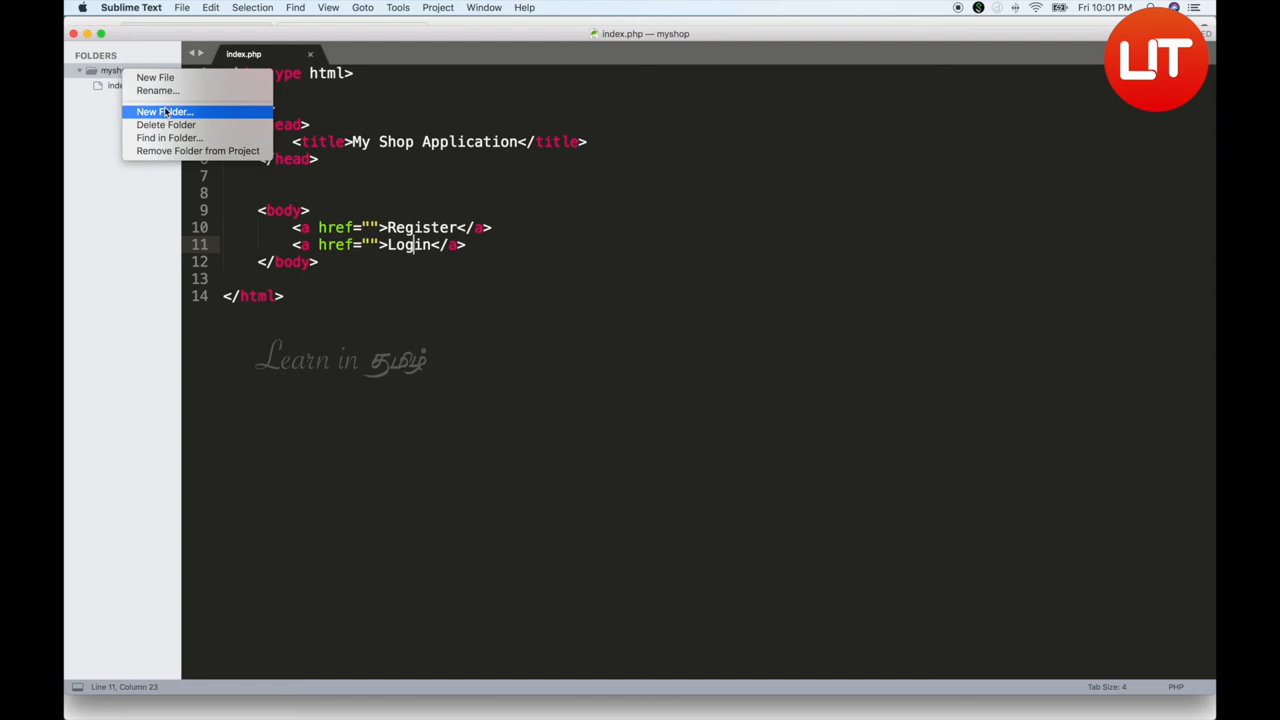 Sublime Text File Edit Selection Find View Goto Tools Project Window Help Fri 10:01 PM
index.php — myshop
LIT
FOLDERS
index.php
New File
Rename...
New Folder...
Delete Folder
Find in Folder...
Remove Folder from Project
html>
<title>My Shop Application</title>
</head>
7
8
9 <body>
10 <a href="">Register</a>
11 <a href="">Login</a>
12 </body>
13
14 </html>
Learn in தமிழ்
Line 11, Column 23 Tab Size: 4 PHP